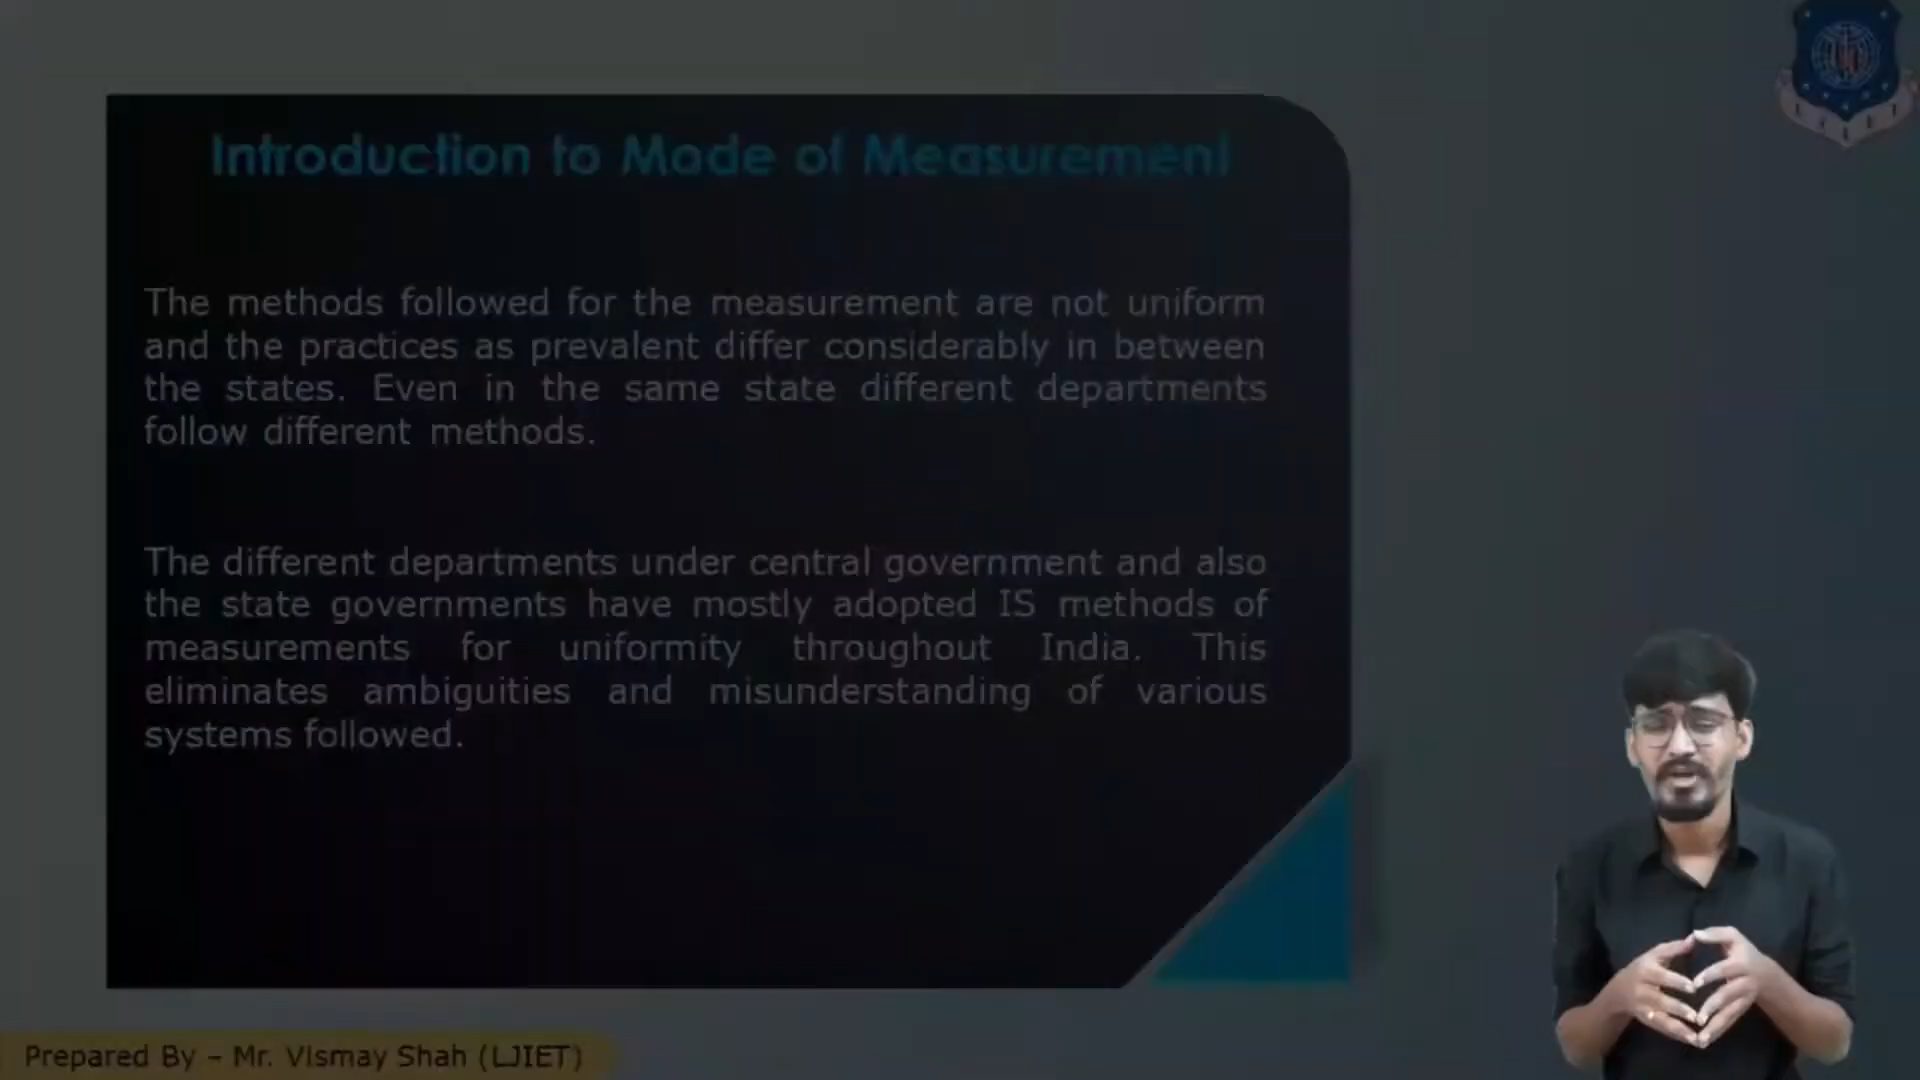 Introduction to Mode of Measurement
The methods followed for the measurement are not uniform
and the practices as prevalent differ considerably in between
the states. Even in the same state different departments
follow different methods.
The different departments under central government and also
the state governments have mostly adopted IS methods of
measurements for uniformity throughout India. This
eliminates ambiguities and misunderstanding of various
systems followed.
Prepared By – Mr. Vismay Shah (LJIET)